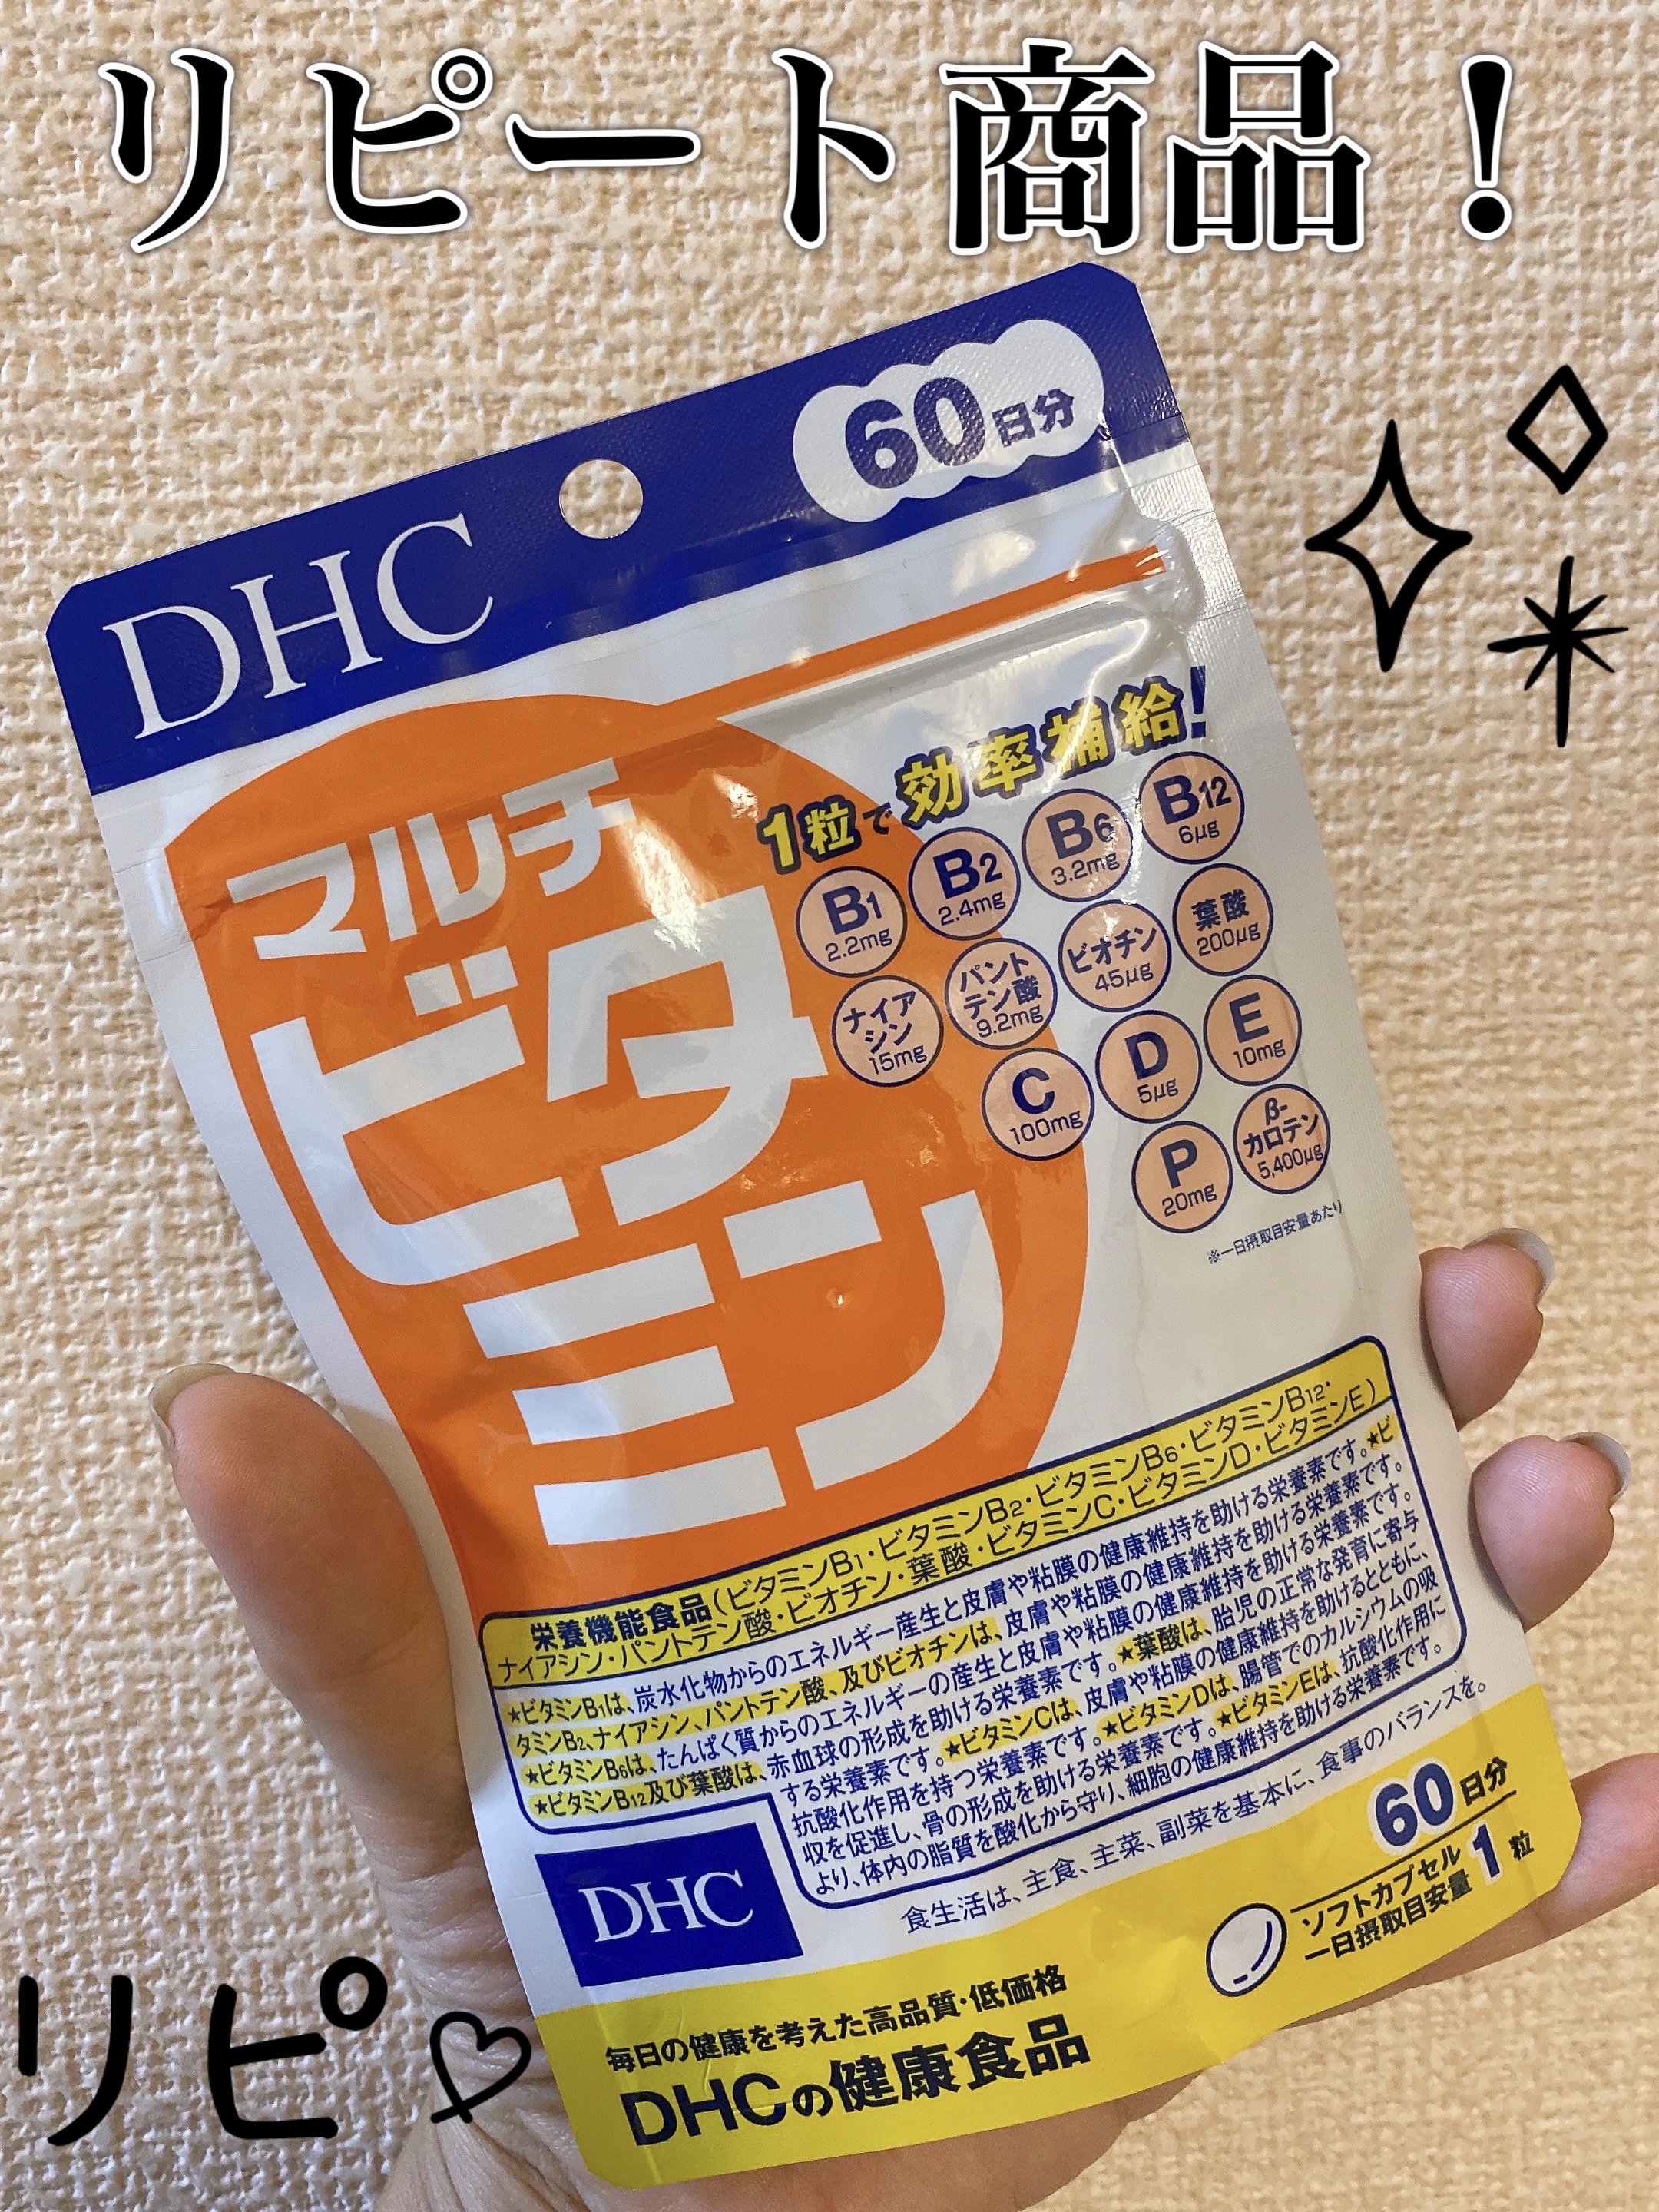 リピート商品！
60日分
DHC
マルチ
ビタミン
1粒で効率補給！
B1
2.2mg
B2
2.4mg
B6
3.2mg
B12
6μg
ナイアシン
15mg
パントテン酸
9.2mg
ビオチン
45μg
葉酸
200μg
C
100mg
D
5μg
E
10mg
P
20mg
β-カロテン
5,400μg
※一日摂取目安量あたり
栄養機能食品（ビタミンB1・ビタミンB2・ビタミンB6・ビタミンB12・
ナイアシン・パントテン酸・ビオチン・葉酸・ビタミンC・ビタミンD・ビタミンE）
★ビタミンB1は、炭水化物からのエネルギー産生と皮膚や粘膜の健康維持を助ける栄養素です。★ビ
タミンB2、ナイアシン、パントテン酸、及びビオチンは、皮膚や粘膜の健康維持を助ける栄養素です。
★ビタミンB6は、たんぱく質からのエネルギーの産生と皮膚や粘膜の健康維持を助ける栄養素です。
★ビタミンB12及び葉酸は、赤血球の形成を助ける栄養素です。★葉酸は、胎児の正常な発育に寄与
する栄養素です。★ビタミンCは、皮膚や粘膜の健康維持を助けるとともに、
抗酸化作用を持つ栄養素です。★ビタミンDは、腸管でのカルシウムの吸
収を促進し、骨の形成を助ける栄養素です。★ビタミンEは、抗酸化作用に
より、体内の脂質を酸化から守り、細胞の健康維持を助ける栄養素です。
食生活は、主食、主菜、副菜を基本に、食事のバランスを。
DHC
60日分
ソフトカプセル
一日摂取目安量1粒
毎日の健康を考えた高品質・低価格
DHCの健康食品
リピ♡